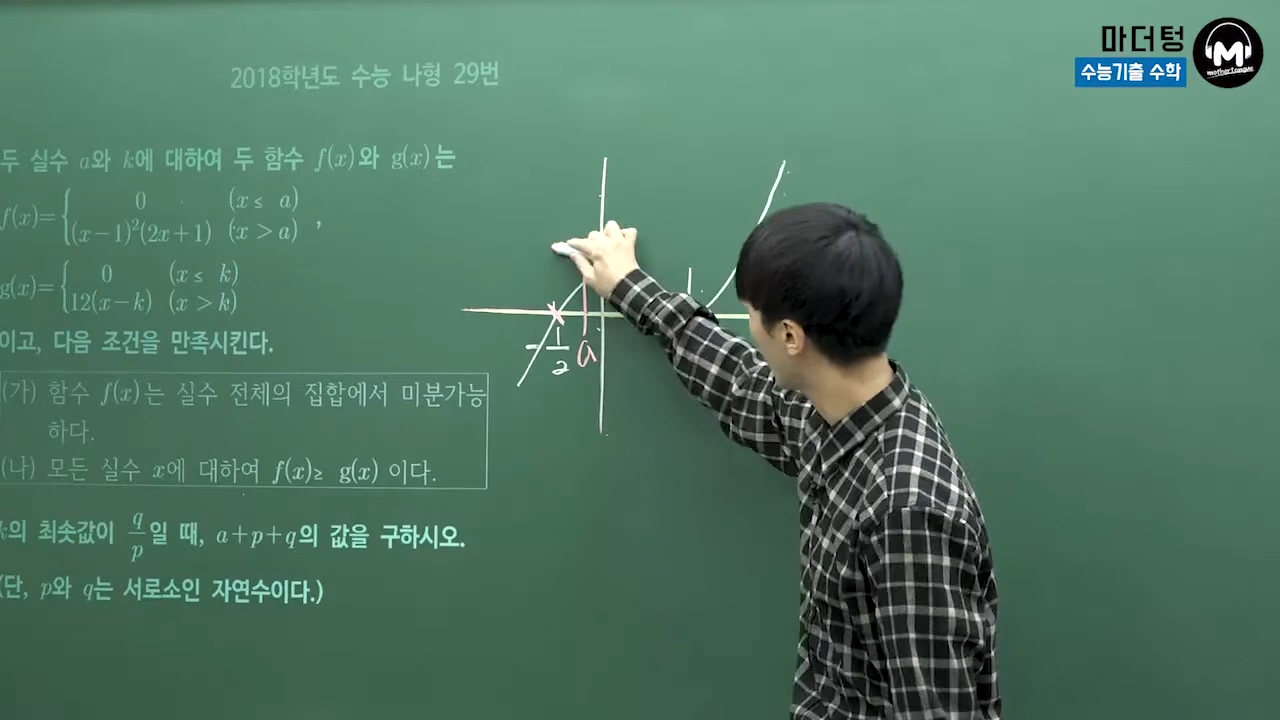 마더텅
수능기출 수학
M
mothertongue
2018학년도 수능 나형 29번
두 실수 a와 k에 대하여 두 함수 f(x)와 g(x)는
f(x)={ 0 (x≤ a)
(x−1)²(2x+1) (x > a) ,
g(x)={ 0 (x≤ k)
12(x−k) (x > k)
이고, 다음 조건을 만족시킨다.
(가) 함수 f(x)는 실수 전체의 집합에서 미분가능
하다.
(나) 모든 실수 x에 대하여 f(x)≥ g(x) 이다.
k의 최솟값이 q/p일 때, a+p+q의 값을 구하시오.
(단, p와 q는 서로소인 자연수이다.)
-1/2 a